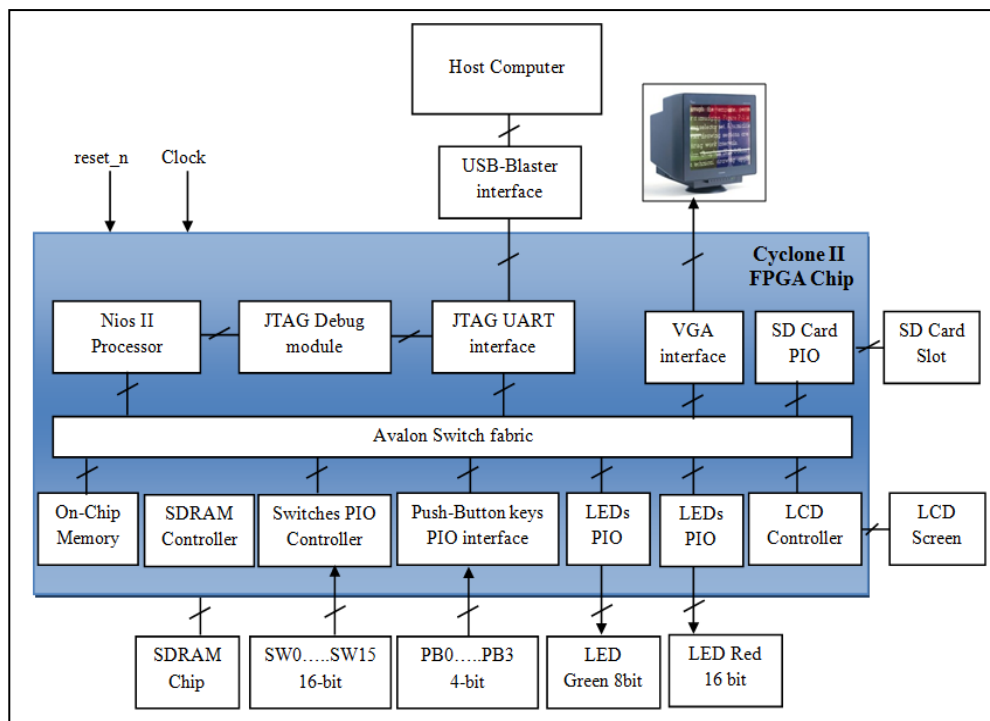 Host Computer
reset_n
Clock
USB-Blaster
interface
Cyclone II
FPGA Chip
Nios II
Processor
JTAG Debug
module
JTAG UART
interface
VGA
interface
SD Card
PIO
SD Card
Slot
Avalon Switch fabric
On-Chip
Memory
SDRAM
Controller
Switches PIO
Controller
Push-Button keys
PIO interface
LEDs
PIO
LEDs
PIO
LCD
Controller
LCD
Screen
SDRAM
Chip
SW0.....SW15
16-bit
PB0.....PB3
4-bit
LED
Green 8bit
LED Red
16 bit